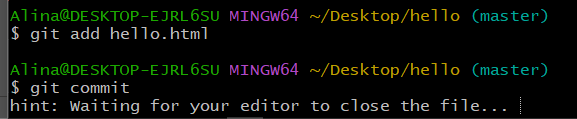 Alina@DESKTOP-EJRL6SU MINGW64 ~/Desktop/hello (master)
$ git add hello.html
Alina@DESKTOP-EJRL6SU MINGW64 ~/Desktop/hello (master)
$ git commit
hint: Waiting for your editor to close the file...